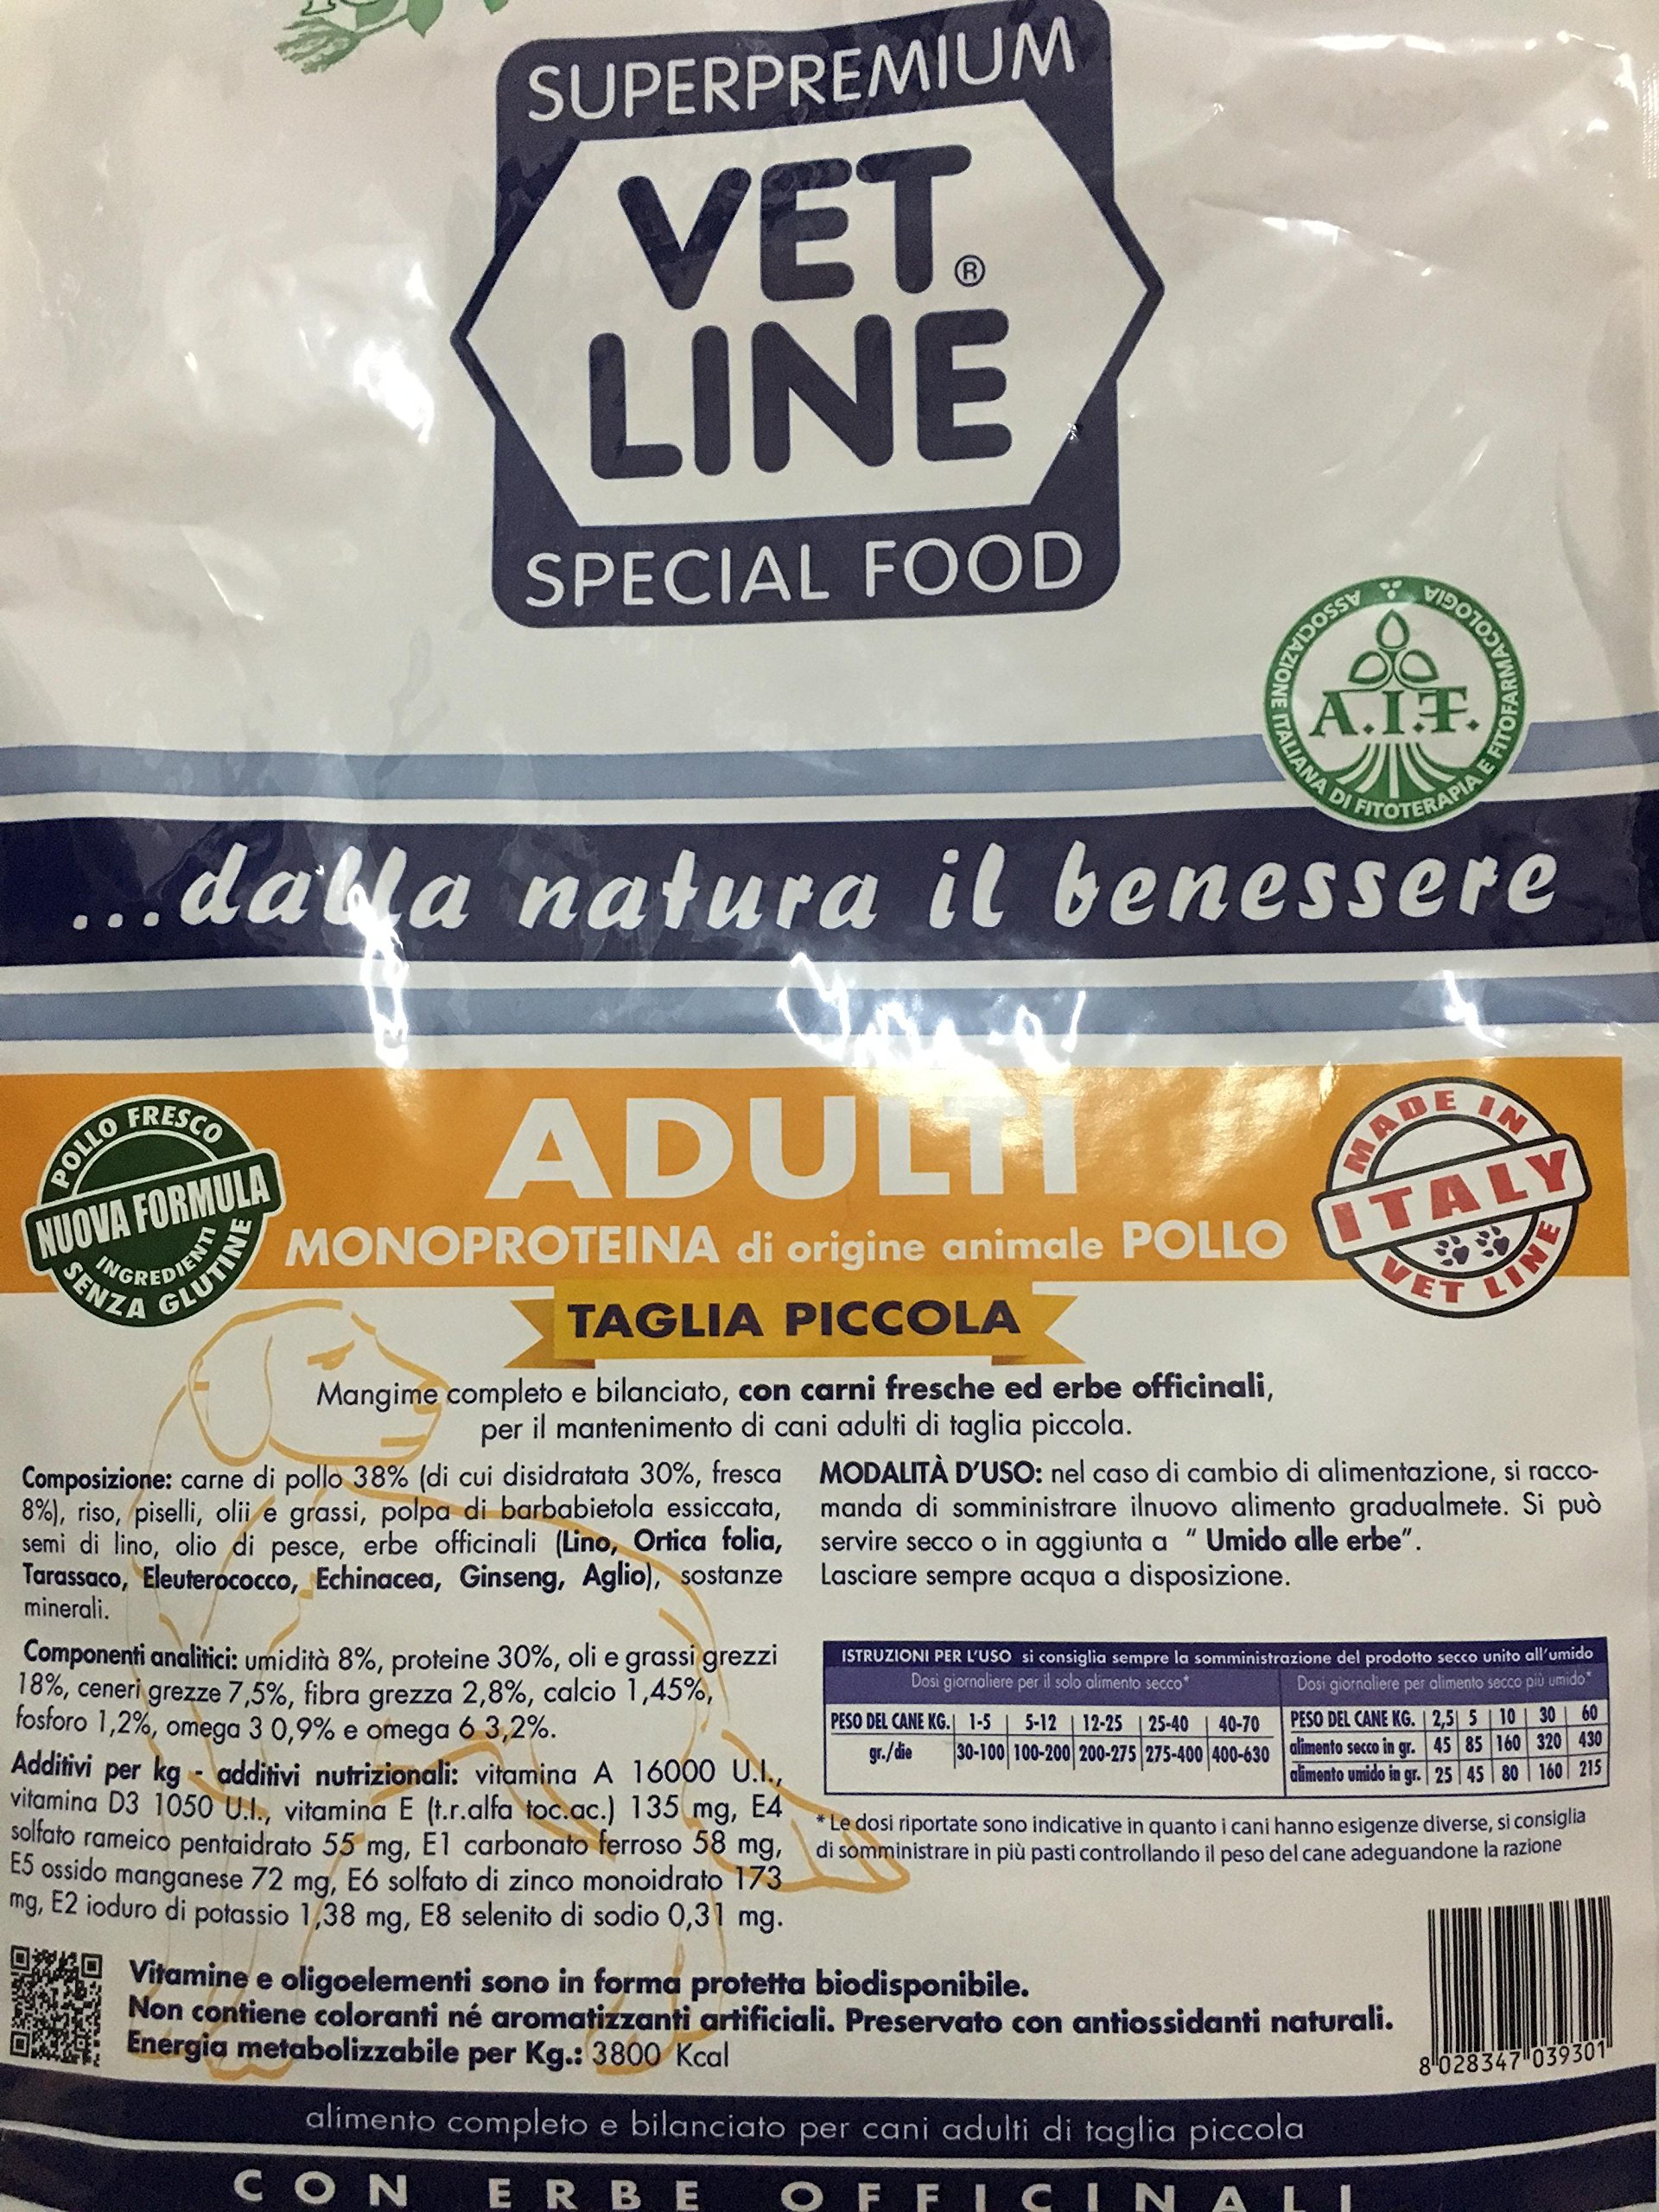 SUPERPREMIUM
VET
LINE
®
SPECIAL FOOD
ASSOCIAZIONE ITALIANA DI FITOTERAPIA E FITOFARMACOLOGIA
A.I.F.
...dalla natura il benessere
POLLO FRESCO
NUOVA FORMULA
INGREDIENTI
SENZA GLUTINE
ADULTI
MONOPROTEINA di origine animale POLLO
MADE IN
ITALY
VET LINE
TAGLIA PICCOLA
Mangime completo e bilanciato, con carni fresche ed erbe officinali,
per il mantenimento di cani adulti di taglia piccola.
Composizione: carne di pollo 38% (di cui disidratata 30%, fresca
8%), riso, piselli, olii e grassi, polpa di barbabietola essiccata,
semi di lino, olio di pesce, erbe officinali (Lino, Ortica folia,
Tarassaco, Eleuterococco, Echinacea, Ginseng, Aglio), sostanze
minerali.
Componenti analitici: umidità 8%, proteine 30%, oli e grassi grezzi
18%, ceneri grezze 7,5%, fibra grezza 2,8%, calcio 1,45%,
fosforo 1,2%, omega 3 0,9% e omega 6 3,2%.
Additivi per kg - additivi nutrizionali: vitamina A 16000 U.I.,
vitamina D3 1050 U.I., vitamina E (t.r.alfa toc.ac.) 135 mg, E4
solfato rameico pentaidrato 55 mg, E1 carbonato ferroso 58 mg,
E5 ossido manganese 72 mg, E6 solfato di zinco monoidrato 173
mg, E2 ioduro di potassio 1,38 mg, E8 selenito di sodio 0,31 mg.
MODALITÀ D'USO: nel caso di cambio di alimentazione, si racco-
manda di somministrare ilnuovo alimento gradualmete. Si può
servire secco o in aggiunta a " Umido alle erbe".
Lasciare sempre acqua a disposizione.
ISTRUZIONI PER L'USO si consiglia sempre la somministrazione del prodotto secco unito all'umido
Dosi giornaliere per il solo alimento secco*
PESO DEL CANE KG. 1-5 5-12 12-25 25-40 40-70
gr./die 30-100 100-200 200-275 275-400 400-630
Dosi giornaliere per alimento secco più umido*
PESO DEL CANE KG. 2,5 5 10 30 60
alimento secco in gr. 45 85 160 320 430
alimento umido in gr. 25 45 80 160 215
* Le dosi riportate sono indicative in quanto i cani hanno esigenze diverse, si consiglia
di somministrare in più pasti controllando il peso del cane adeguandone la razione
Vitamine e oligoelementi sono in forma protetta biodisponibile.
Non contiene coloranti né aromatizzanti artificiali. Preservato con antiossidanti naturali.
Energia metabolizzabile per Kg.: 3800 Kcal
8 028347 039301
alimento completo e bilanciato per cani adulti di taglia piccola
CON ERBE OFFICINALI